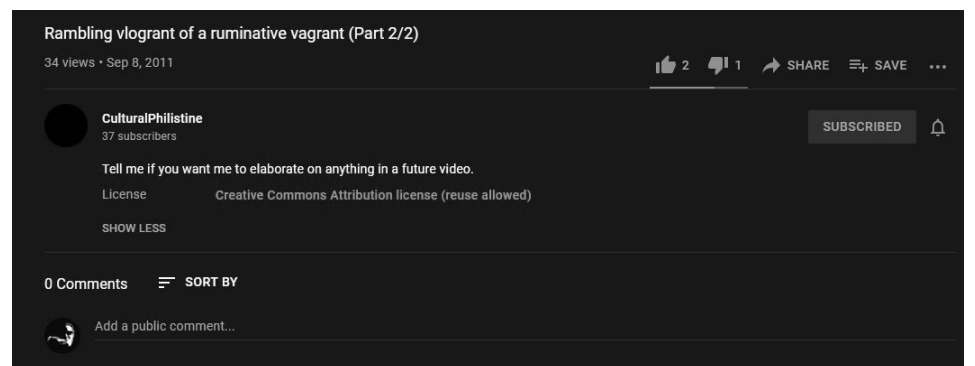 Rambling vlogrant of a ruminative vagrant (Part 2/2)
34 views • Sep 8, 2011
2 1 SHARE SAVE ...
CulturalPhilistine
37 subscribers
SUBSCRIBED
Tell me if you want me to elaborate on anything in a future video.
License Creative Commons Attribution license (reuse allowed)
SHOW LESS
0 Comments SORT BY
Add a public comment...